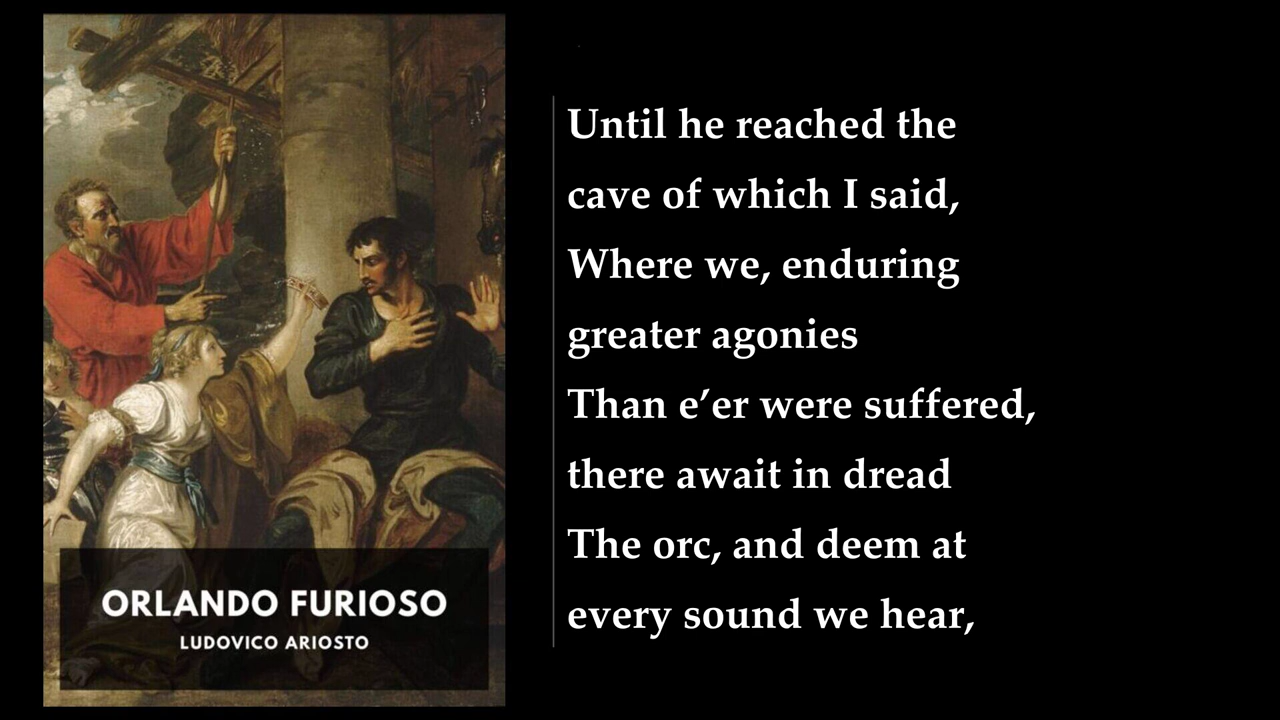 ORLANDO FURIOSO
LUDOVICO ARIOSTO
Until he reached the
cave of which I said,
Where we, enduring
greater agonies
Than e’er were suffered,
there await in dread
The orc, and deem at
every sound we hear,